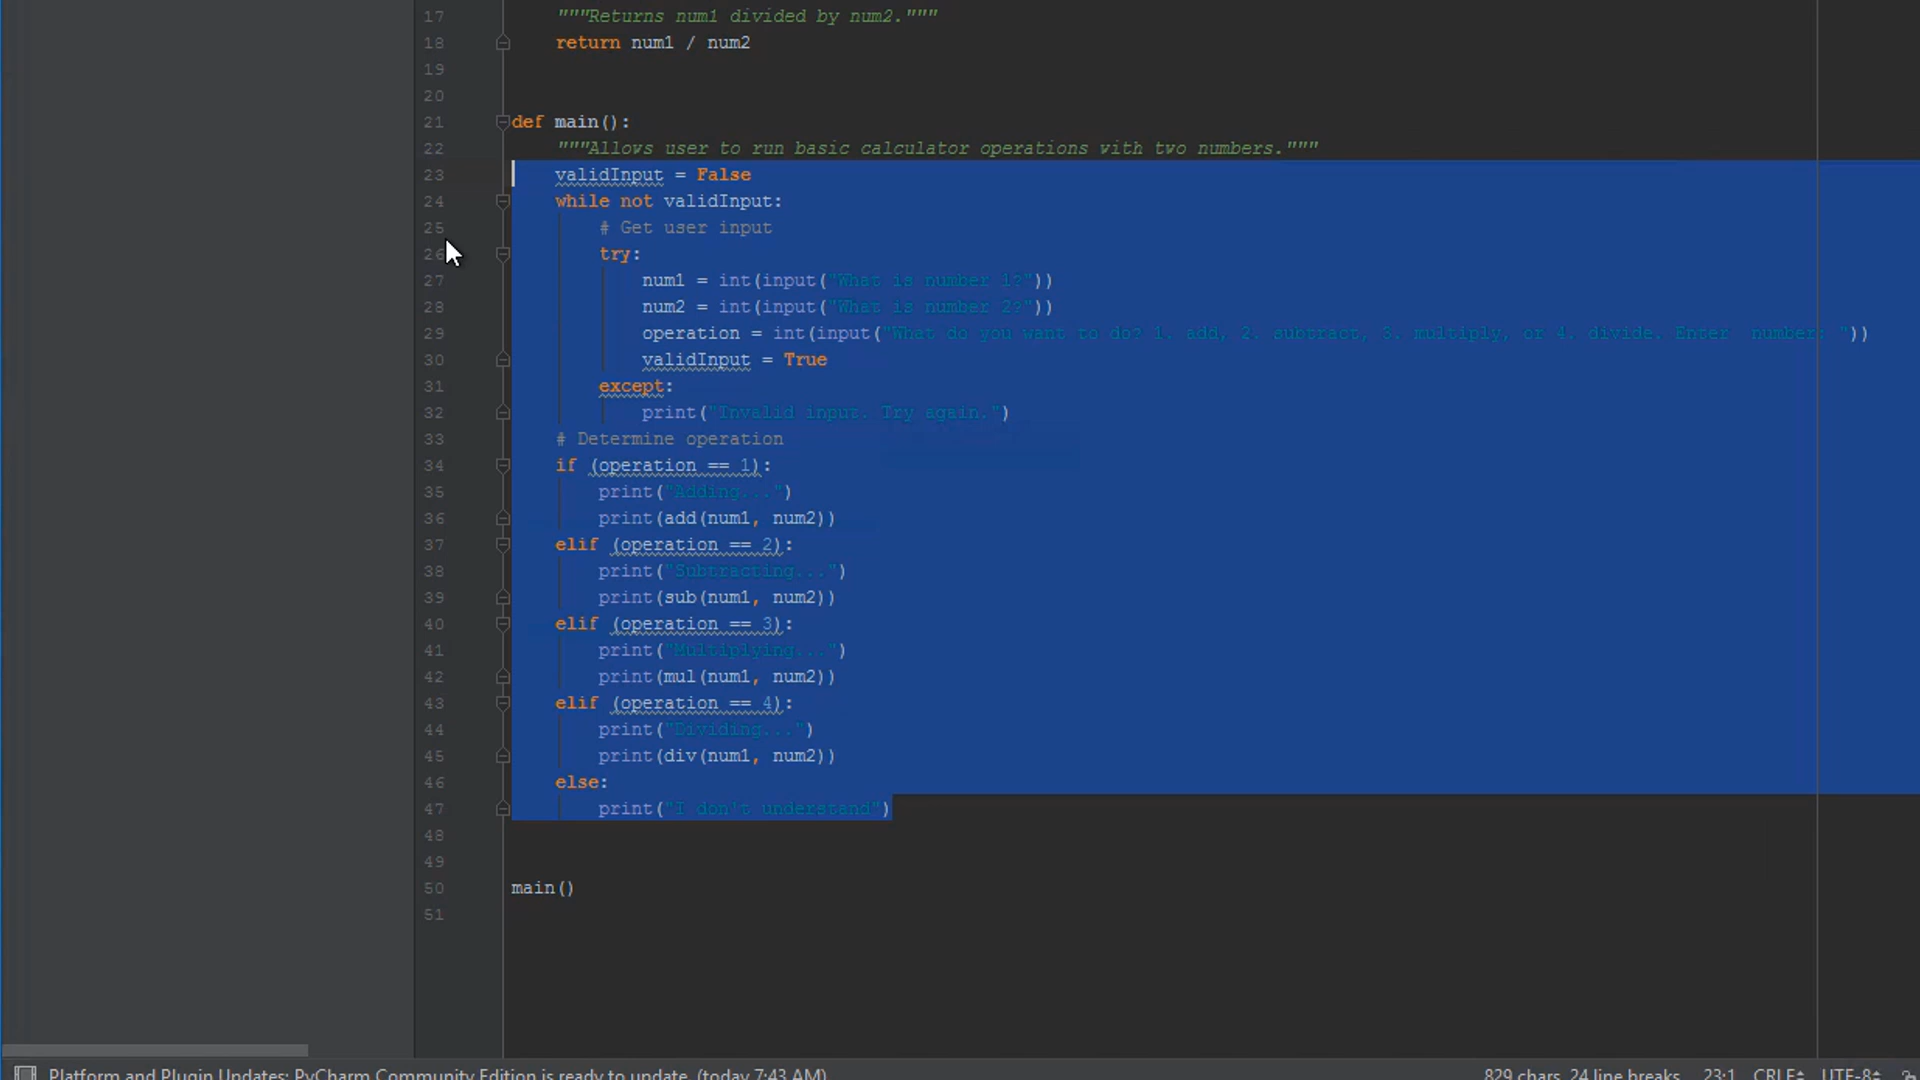 17 """Returns num1 divided by num2."""
18 return num1 / num2
19
20
21 def main():
22 """Allows user to run basic calculator operations with two numbers."""
23 validInput = False
24 while not validInput:
25 # Get user input
26 try:
27 num1 = int(input("What is number 1?"))
28 num2 = int(input("What is number 2?"))
29 operation = int(input("What do you want to do? 1. add, 2. subtract, 3. multiply, or 4. divide. Enter number: "))
30 validInput = True
31 except:
32 print("Invalid input. Try again.")
33 # Determine operation
34 if (operation == 1):
35 print("Adding...")
36 print(add(num1, num2))
37 elif (operation == 2):
38 print("Subtracting...")
39 print(sub(num1, num2))
40 elif (operation == 3):
41 print("Multiplying...")
42 print(mul(num1, num2))
43 elif (operation == 4):
44 print("Dividing...")
45 print(div(num1, num2))
46 else:
47 print("I don't understand")
48
49
50 main()
51
Platform and Plugin Updates: PyCharm Community Edition is ready to update. (today 7:43 AM) 829 chars, 24 line breaks 23:1 CRLF UTF-8